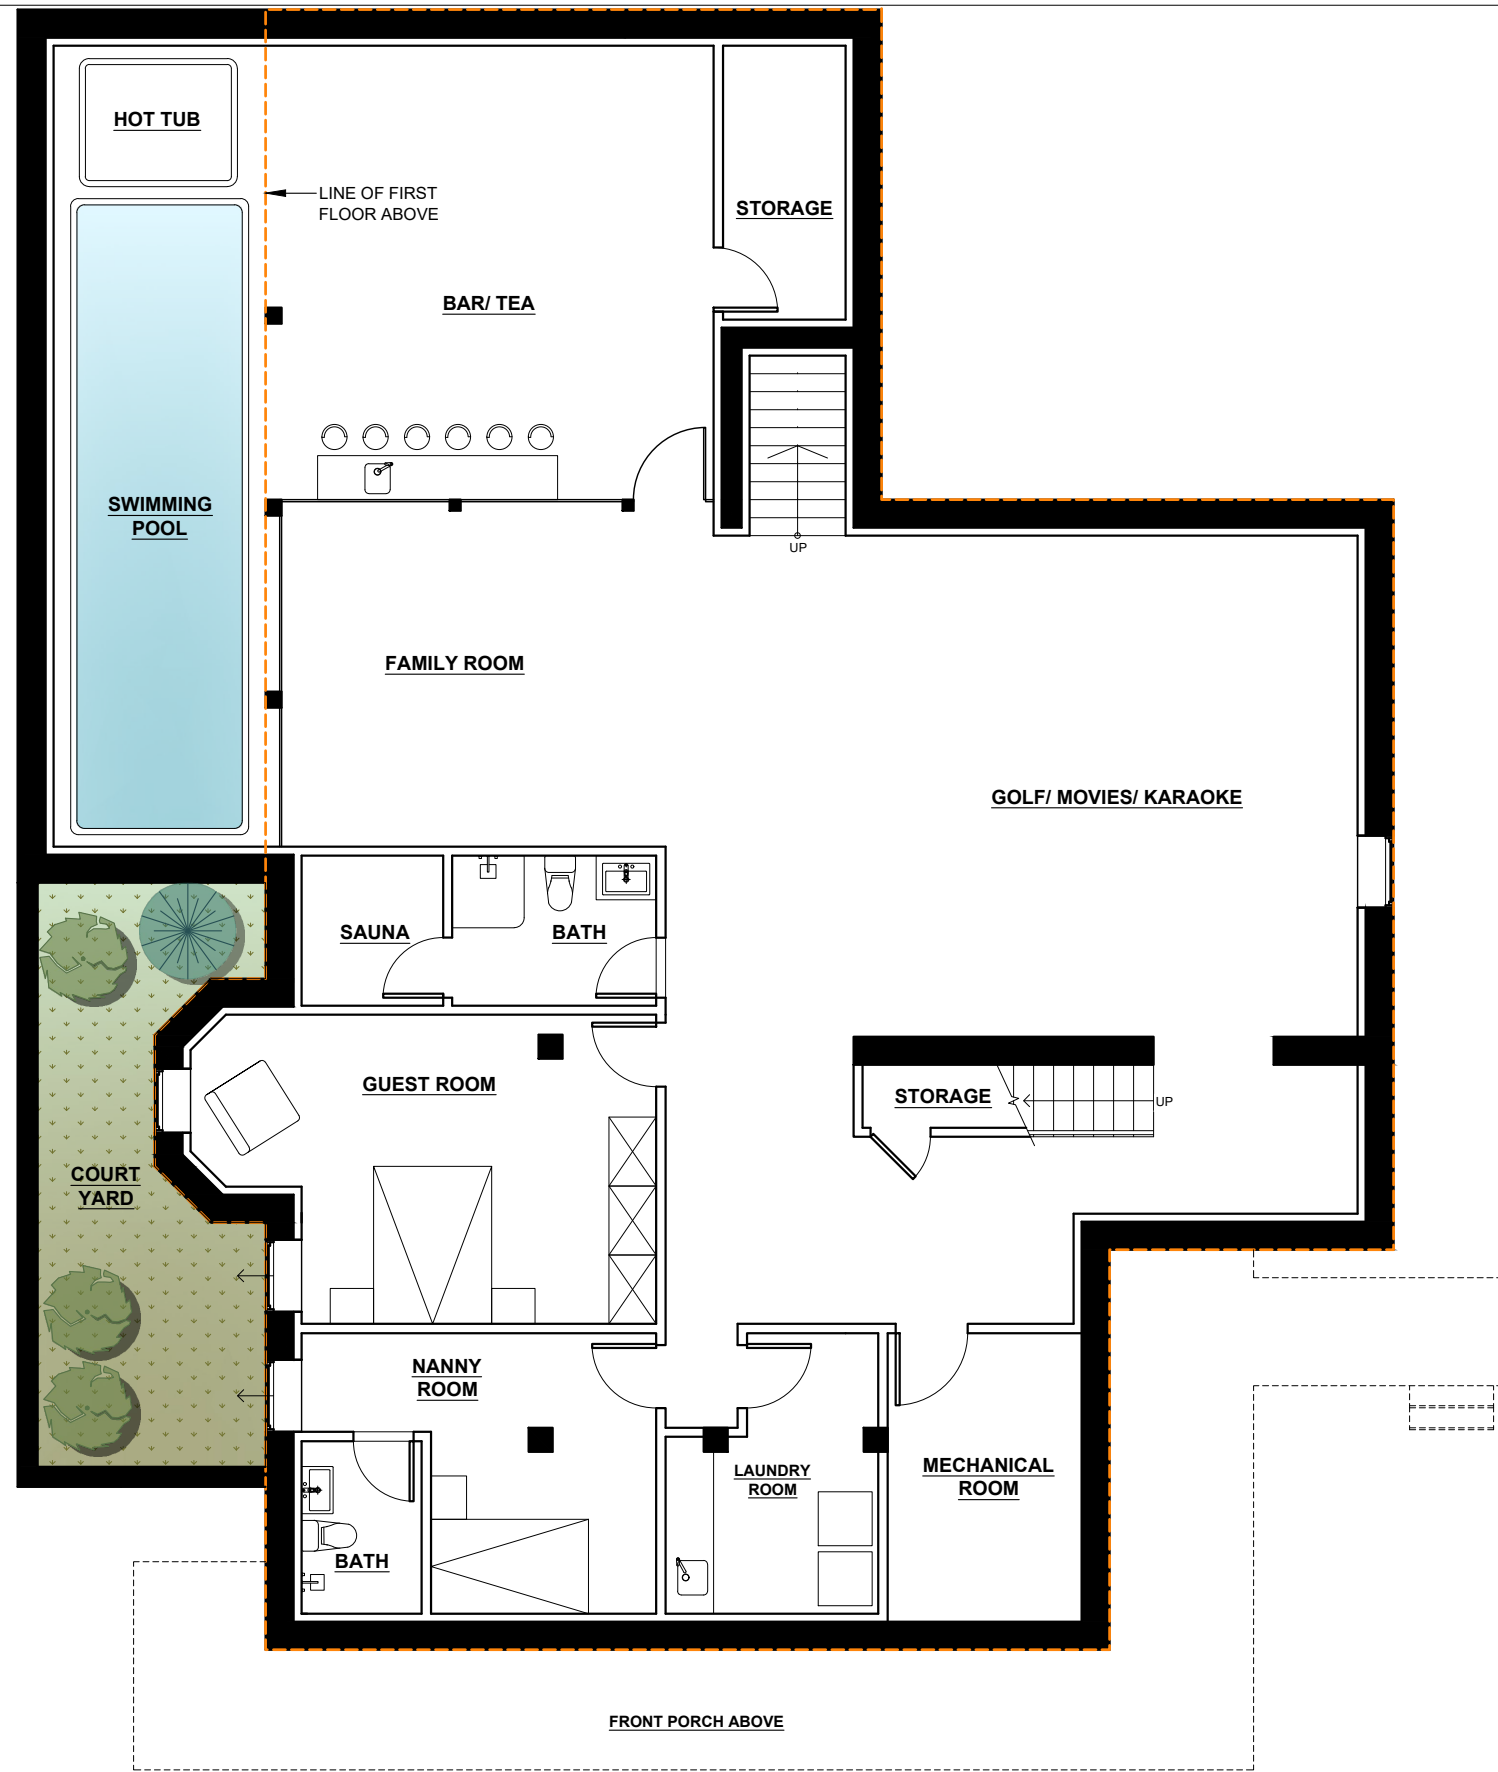 HOT TUB
LINE OF FIRST
FLOOR ABOVE
STORAGE
BAR/ TEA
SWIMMING
POOL
UP
FAMILY ROOM
GOLF/ MOVIES/ KARAOKE
SAUNA
BATH
GUEST ROOM
STORAGE
UP
COURT
YARD
NANNY
ROOM
LAUNDRY
ROOM
MECHANICAL
ROOM
BATH
FRONT PORCH ABOVE